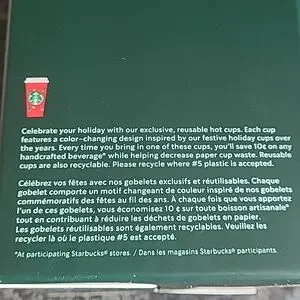 Celebrate your holiday with our exclusive, reusable hot cups. Each cup
features a color-changing design inspired by our festive holiday cups over
the years. Every time you bring in one of these cups, you'll save 10¢ on any
handcrafted beverage* while helping decrease paper cup waste. Reusable
cups are also recyclable. Please recycle where #5 plastic is accepted.
Célébrez vos fêtes avec nos gobelets exclusifs et réutilisables. Chaque
gobelet comporte un motif changeant de couleur inspiré de nos gobelets
commémoratifs des fêtes au fil des ans. À chaque fois que vous apportez
l'un de ces gobelets, vous économisez 10 ¢ sur toute boisson artisanale*
tout en contribuant à réduire les déchets de gobelets en papier.
Les gobelets réutilisables sont également recyclables. Veuillez les
recycler là où le plastique #5 est accepté.
*At participating Starbucks® stores. / Dans les magasins Starbucks® participants.